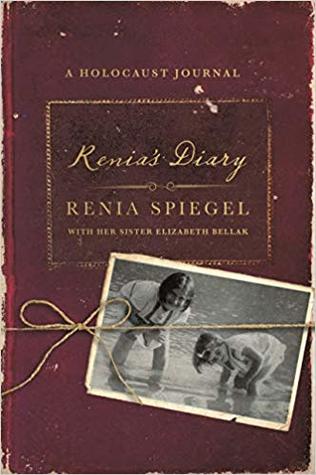 A HOLOCAUST JOURNAL
Renia's Diary
RENIA SPIEGEL
WITH HER SISTER ELIZABETH BELLAK